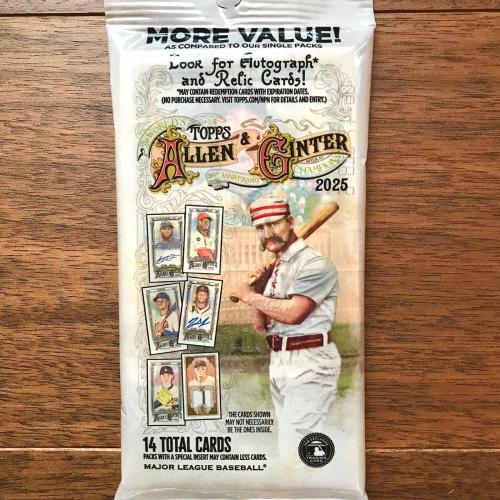 MORE VALUE!
AS COMPARED TO OUR SINGLE PACKS
Look for Autograph*
and Relic Cards!
*MAY CONTAIN REDEMPTION CARDS WITH EXPIRATION DATES.
(NO PURCHASE NECESSARY. VISIT TOPPS.COM/NPN FOR DETAILS AND ENTRY.)
TOPPS
ALLEN & GINTER
ANNIVERSARY
CHAMPIONS
2025
THE CARDS SHOWN
MAY NOT NECESSARILY
BE THE ONES INSIDE.
14 TOTAL CARDS
PACKS WITH A SPECIAL INSERT MAY CONTAIN LESS CARDS.
MAJOR LEAGUE BASEBALL®